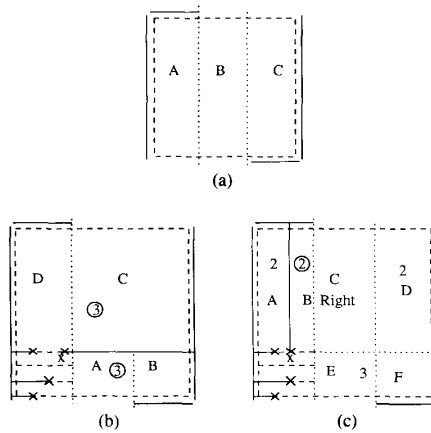 A B C
(a)
D C
3
A 3 B
x
(b)
2 2 2
C
D
A B Right
x
E 3 F
(c)